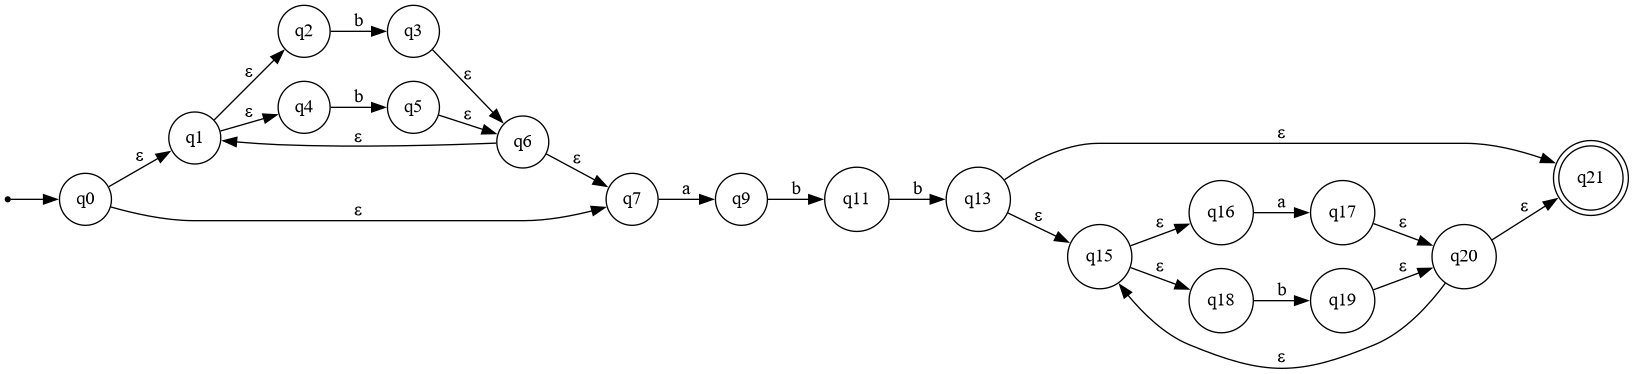 q2 b q3
ε ε
q4 b q5
ε ε
q1 ε q6 ε q21
ε ε
q0 ε q7 a q9 b q11 b q13
ε q16 a q17 ε ε
ε q15 ε q20
ε q18 b q19 ε
ε